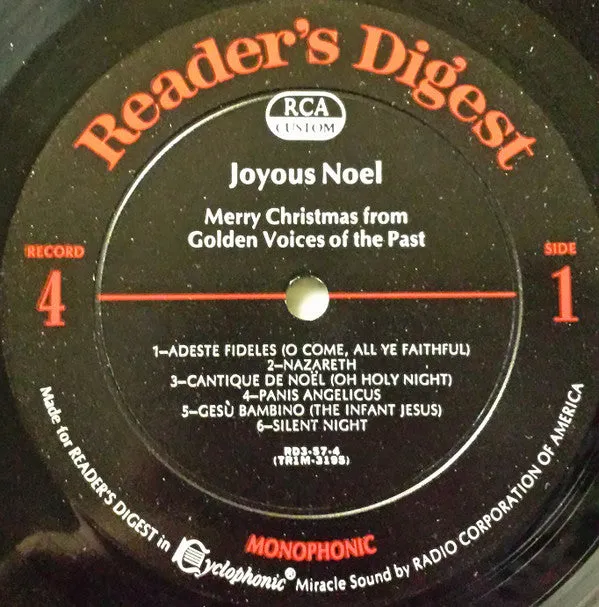 Reader's Digest
RCA
CUSTOM
Joyous Noel
Merry Christmas from
Golden Voices of the Past
RECORD
4
SIDE
1
1—ADESTE FIDELES (O COME, ALL YE FAITHFUL)
2—NAZARETH
3—CANTIQUE DE NOËL (OH HOLY NIGHT)
4—PANIS ANGELICUS
5—GESÙ BAMBINO (THE INFANT JESUS)
6—SILENT NIGHT
RD3-57-4
(TR1M-3195)
MONOPHONIC
Made for READER'S DIGEST in Cyclophonic® Miracle Sound by RADIO CORPORATION OF AMERICA